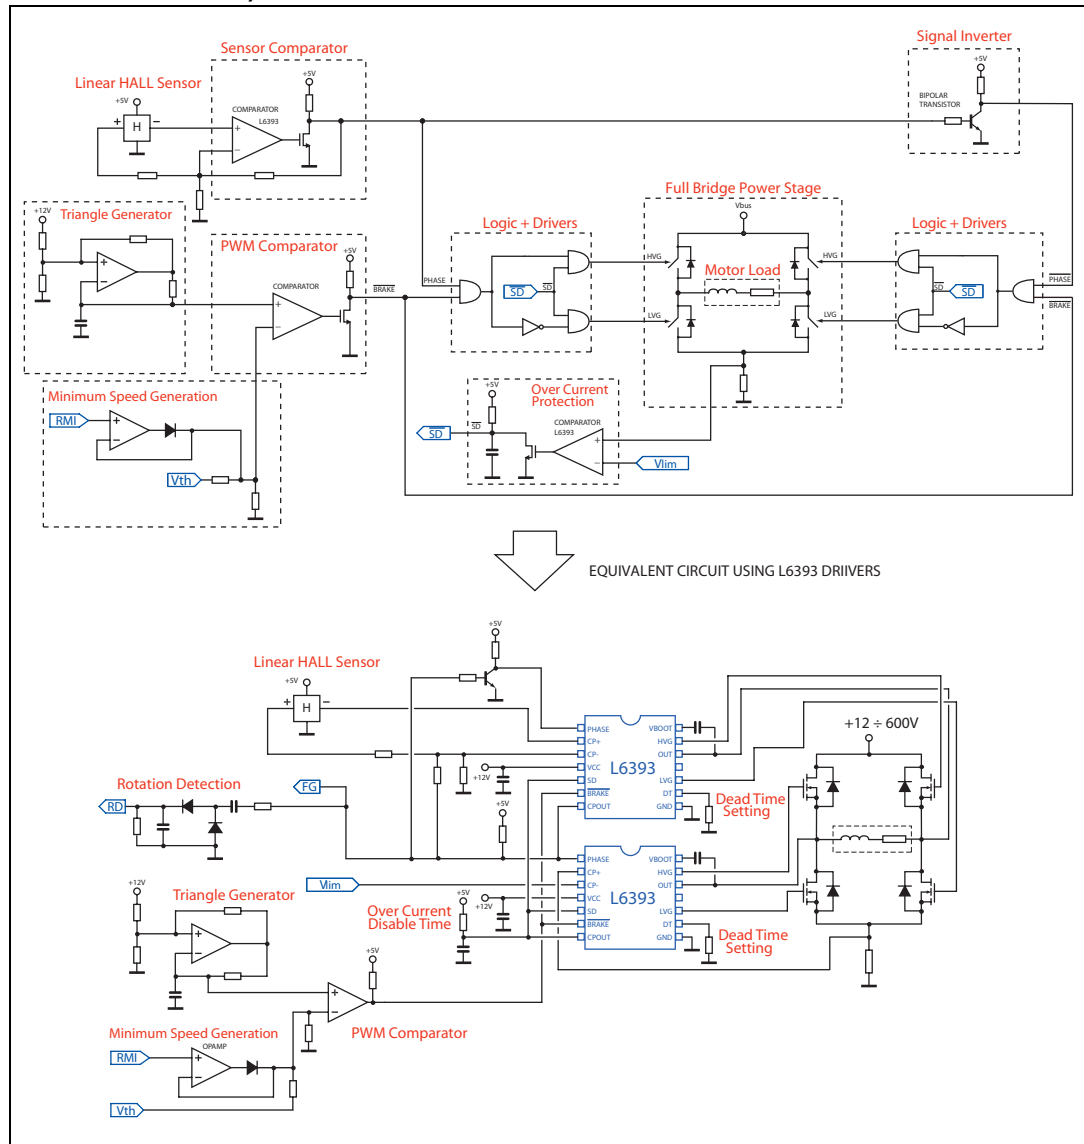 Signal Inverter
Sensor Comparator
+5V
+5V
Linear HALL Sensor
+5V
COMPARATOR
L6393
BIPOLAR
TRANSISTOR
+
H
−
+
−
Full Bridge Power Stage
Vbus
+12V
Triangle Generator
Logic + Drivers
Logic + Drivers
PWM Comparator
+5V
HVG
HVG
Motor Load
+
−
COMPARATOR
BRAKE
PHASE
SD
SD
SD
SD
PHASE
BRAKE
+
−
LVG
LVG
Minimum Speed Generation
+5V
Over Current
Protection
RMI
+
−
SD
SD
COMPARATOR
L6393
+
−
Vlim
Vth
EQUIVALENT CIRCUIT USING L6393 DRIIVERS
+5V
Linear HALL Sensor
+5V
+
H
−
+12 ÷ 600V
PHASE
CP+
CP-
VCC
SD
BRAKE
CPOUT
L6393
VBOOT
HVG
OUT
LVG
DT
GND
+12V
Rotation Detection
RD
FG
+5V
Dead Time
Setting
PHASE
CP+
CP-
VCC
SD
BRAKE
CPOUT
L6393
VBOOT
HVG
OUT
LVG
DT
GND
Vlim
+12V
Triangle Generator
+5V
+12V
Over Current
Disable Time
Dead Time
Setting
+
−
+5V
+
−
PWM Comparator
Minimum Speed Generation
OPAMP
RMI
+
−
Vth